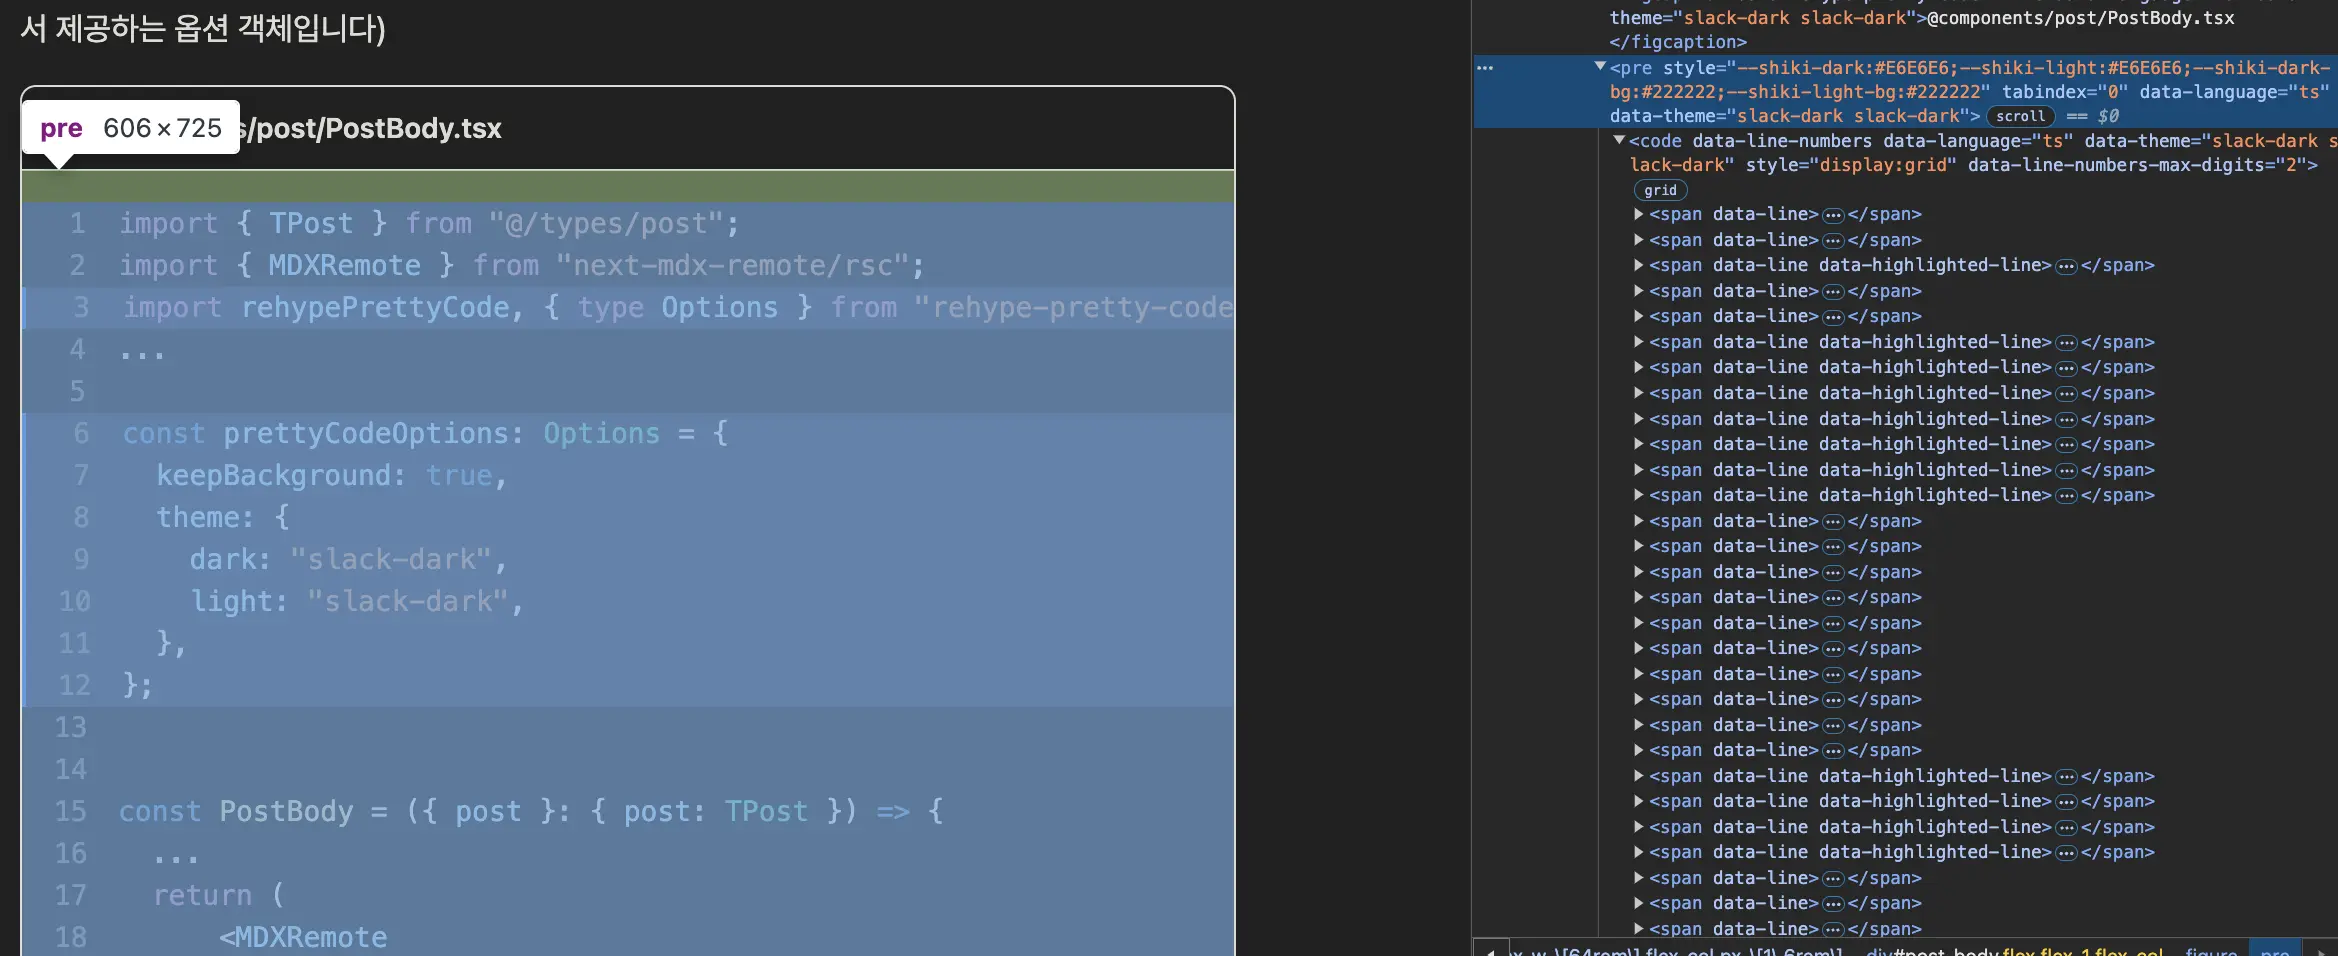 서 제공하는 옵션 객체입니다)
pre 606 × 725
s/post/PostBody.tsx
1 import { TPost } from "@/types/post";
2 import { MDXRemote } from "next-mdx-remote/rsc";
3 import rehypePrettyCode, { type Options } from "rehype-pretty-code
4 ...
5
6 const prettyCodeOptions: Options = {
7 keepBackground: true,
8 theme: {
9 dark: "slack-dark",
10 light: "slack-dark",
11 },
12 };
13
14
15 const PostBody = ({ post }: { post: TPost }) => {
16 ...
17 return (
18 <MDXRemote
theme="slack-dark slack-dark">@components/post/PostBody.tsx
</figcaption>
<pre style="--shiki-dark:#E6E6E6;--shiki-light:#E6E6E6;--shiki-dark-
bg:#222222;--shiki-light-bg:#222222" tabindex="0" data-language="ts"
data-theme="slack-dark slack-dark"> scroll == $0
<code data-line-numbers data-language="ts" data-theme="slack-dark s
lack-dark" style="display:grid" data-line-numbers-max-digits="2">
grid
<span data-line>…</span>
<span data-line>…</span>
<span data-line data-highlighted-line>…</span>
<span data-line>…</span>
<span data-line>…</span>
<span data-line data-highlighted-line>…</span>
<span data-line data-highlighted-line>…</span>
<span data-line data-highlighted-line>…</span>
<span data-line data-highlighted-line>…</span>
<span data-line data-highlighted-line>…</span>
<span data-line data-highlighted-line>…</span>
<span data-line data-highlighted-line>…</span>
<span data-line>…</span>
<span data-line>…</span>
<span data-line>…</span>
<span data-line>…</span>
<span data-line>…</span>
<span data-line>…</span>
<span data-line>…</span>
<span data-line>…</span>
<span data-line>…</span>
<span data-line>…</span>
<span data-line data-highlighted-line>…</span>
<span data-line data-highlighted-line>…</span>
<span data-line data-highlighted-line>…</span>
<span data-line data-highlighted-line>…</span>
<span data-line>…</span>
<span data-line>…</span>
<span data-line>…</span>
div#post-body.flex.flex-1.flex-col figure pre